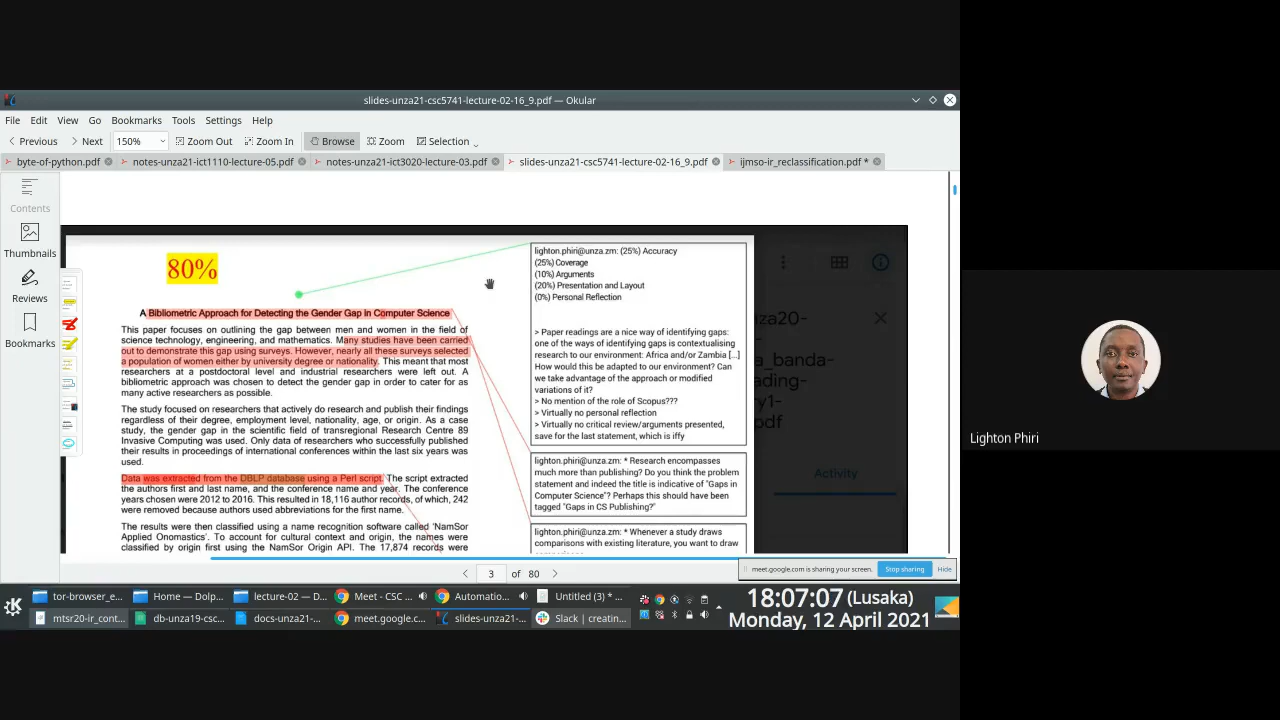 slides-unza21-csc5741-lecture-02-16_9.pdf — Okular
File Edit View Go Bookmarks Tools Settings Help
Previous Next 150% Zoom Out Zoom In Browse Zoom Selection
byte-of-python.pdf notes-unza21-ict1110-lecture-05.pdf notes-unza21-ict3020-lecture-03.pdf slides-unza21-csc5741-lecture-02-16_9.pdf ijmso-ir_reclassification.pdf *
Contents
Thumbnails
Reviews
Bookmarks
80%
A Bibliometric Approach for Detecting the Gender Gap in Computer Science
This paper focuses on outlining the gap between men and women in the field of
science technology, engineering, and mathematics. Many studies have been carried
out to demonstrate this gap using surveys. However, nearly all these surveys selected
a population of women either by university degree or nationality. This meant that most
researchers at a postdoctoral level and industrial researchers were left out. A
bibliometric approach was chosen to detect the gender gap in order to cater for as
many active researchers as possible.
The study focused on researchers that actively do research and publish their findings
regardless of their degree, employment level, nationality, age, or origin. As a case
study, the gender gap in the scientific field of transregional Research Centre 89
Invasive Computing was used. Only data of researchers who successfully published
their results in proceedings of international conferences within the last six years was
used.
Data was extracted from the DBLP database using a Perl script. The script extracted
the authors first and last name, and the conference name and year. The conference
years chosen were 2012 to 2016. This resulted in 18,116 author records, of which, 242
were removed because authors used abbreviations for the first name.
The results were then classified using a name recognition software called 'NamSor
Applied Onomastics'. To account for cultural context and origin, the names were
classified by origin first using the NamSor Origin API. The 17,874 records were
lighton.phiri@unza.zm: (25%) Accuracy
(25%) Coverage
(10%) Arguments
(20%) Presentation and Layout
(0%) Personal Reflection
> Paper readings are a nice way of identifying gaps:
one of the ways of identifying gaps is contextualising
research to our environment: Africa and/or Zambia [...]
How would this be adapted to our environment? Can
we take advantage of the approach or modified
variations of it?
> No mention of the role of Scopus???
> Virtually no personal reflection
> Virtually no critical review/arguments presented,
save for the last statement, which is iffy
lighton.phiri@unza.zm: * Research encompasses
much more than publishing? Do you think the problem
statement and indeed the title is indicative of "Gaps in
Computer Science"? Perhaps this should have been
tagged "Gaps in CS Publishing?"
lighton.phiri@unza.zm: * Whenever a study draws
comparisons with existing literature, you want to draw
nza20-
a_banda-
ading-
ry1-
pdf
Activity
3 of 80
meet.google.com is sharing your screen. Stop sharing Hide
tor-browser_e... Home — Dolp... lecture-02 — D... Meet - CSC ... Automatio... Untitled (3) *
mtsr20-ir_cont... db-unza19-csc... docs-unza21-... meet.google.c... slides-unza21-... Slack | creatin...
18:07:07 (Lusaka)
Monday, 12 April 2021
Lighton Phiri